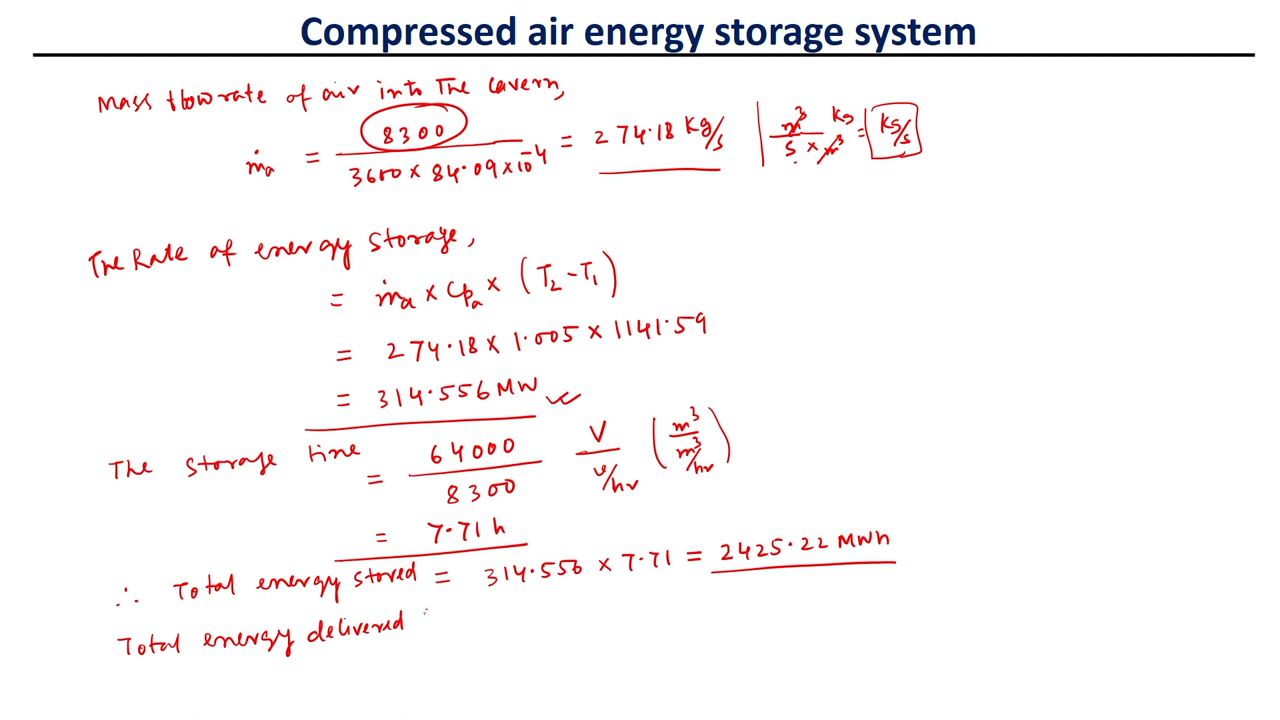 Compressed air energy storage system
Mass flow rate of air into The cavern,
ṁa = 8300 / 3600 × 84.09 × 10^-4 = 274.18 Kg/s | m³/s × Kg/m³ = Kg/s
The Rate of energy storage,
= ṁa × Cpa × (T2 - T1)
= 274.18 × 1.005 × 1141.59
= 314.556 MW
The storage time = 64000 / 8300 V / v/hr (m³ / m³/hr)
= 7.71 h
∴ Total energy stored = 314.556 × 7.71 = 2425.22 MWh
Total energy delivered